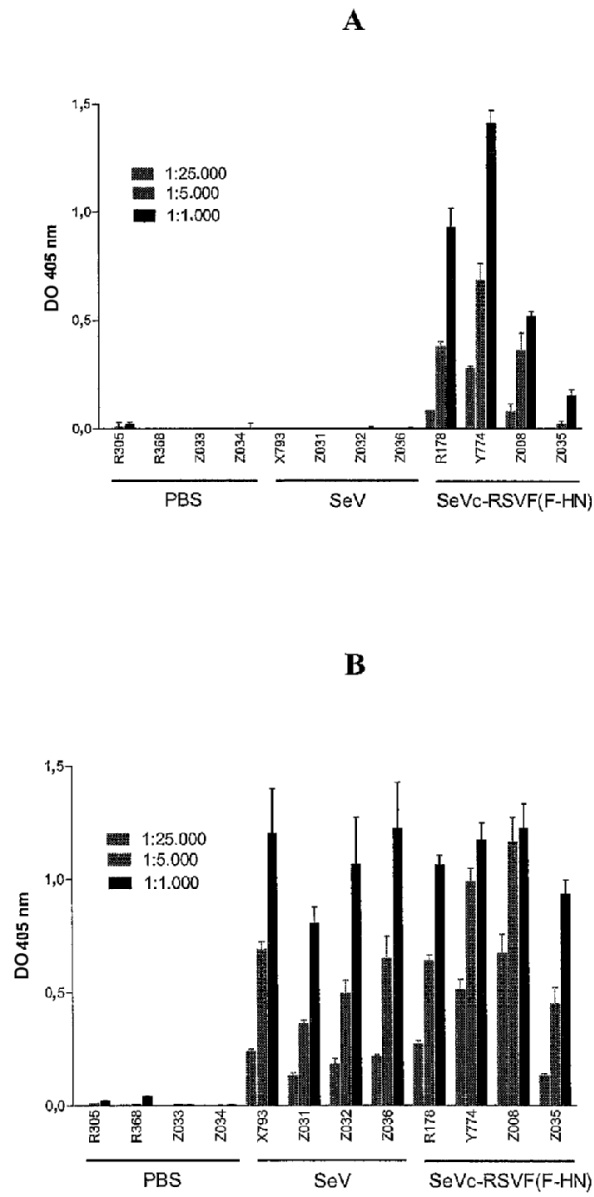 A
1,5
1:25.000
1:5.000
1:1.000
1,0
DO 405 nm
0,5
0,0
R305 R368 Z033 Z034 X793 Z031 Z032 Z036 R178 Y774 Z008 Z035
PBS SeV SeVc-RSVF(F-HN)
B
1,5
1:25.000
1:5.000
1:1.000
1,0
DO 405 nm
0,5
0,0
R305 R368 Z033 Z034 X793 Z031 Z032 Z036 R178 Y774 Z008 Z035
PBS SeV SeVc-RSVF(F-HN)